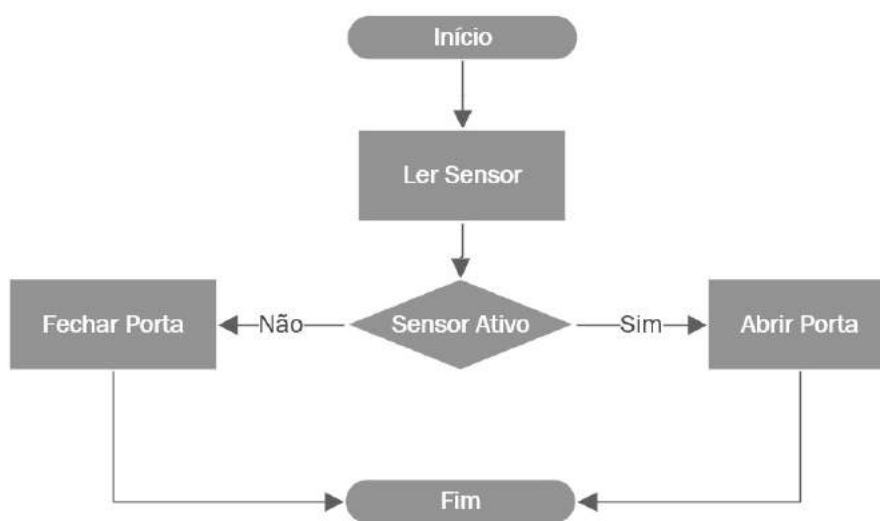 Início
Ler Sensor
Fechar Porta
Não
Sensor Ativo
Sim
Abrir Porta
Fim